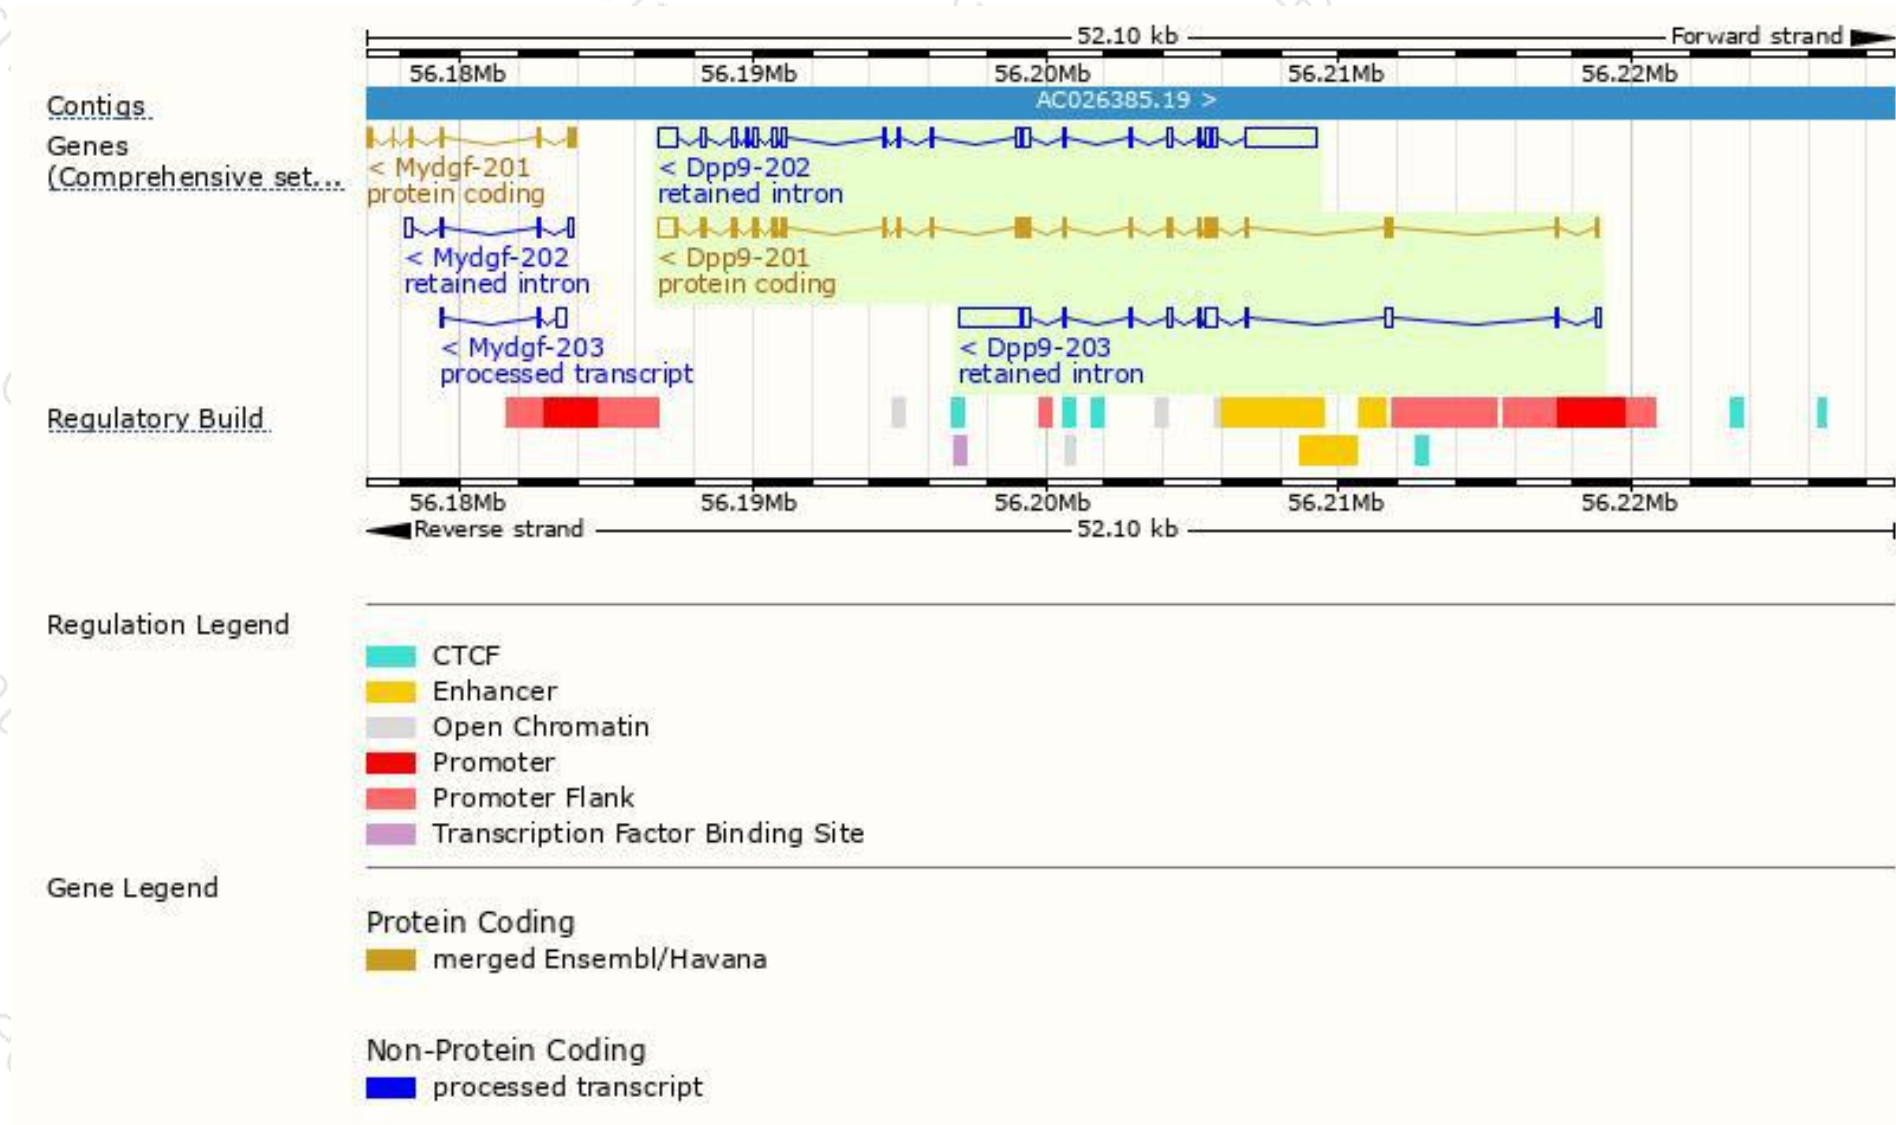 52.10 kb
Forward strand
56.18Mb 56.19Mb 56.20Mb 56.21Mb 56.22Mb
Contigs
AC026385.19 >
Genes
(Comprehensive set...
< Mydgf-201
protein coding
< Dpp9-202
retained intron
< Mydgf-202
retained intron
< Dpp9-201
protein coding
< Mydgf-203
processed transcript
< Dpp9-203
retained intron
Regulatory Build
56.18Mb 56.19Mb 56.20Mb 56.21Mb 56.22Mb
Reverse strand
52.10 kb
Regulation Legend
CTCF
Enhancer
Open Chromatin
Promoter
Promoter Flank
Transcription Factor Binding Site
Gene Legend
Protein Coding
merged Ensembl/Havana
Non-Protein Coding
processed transcript